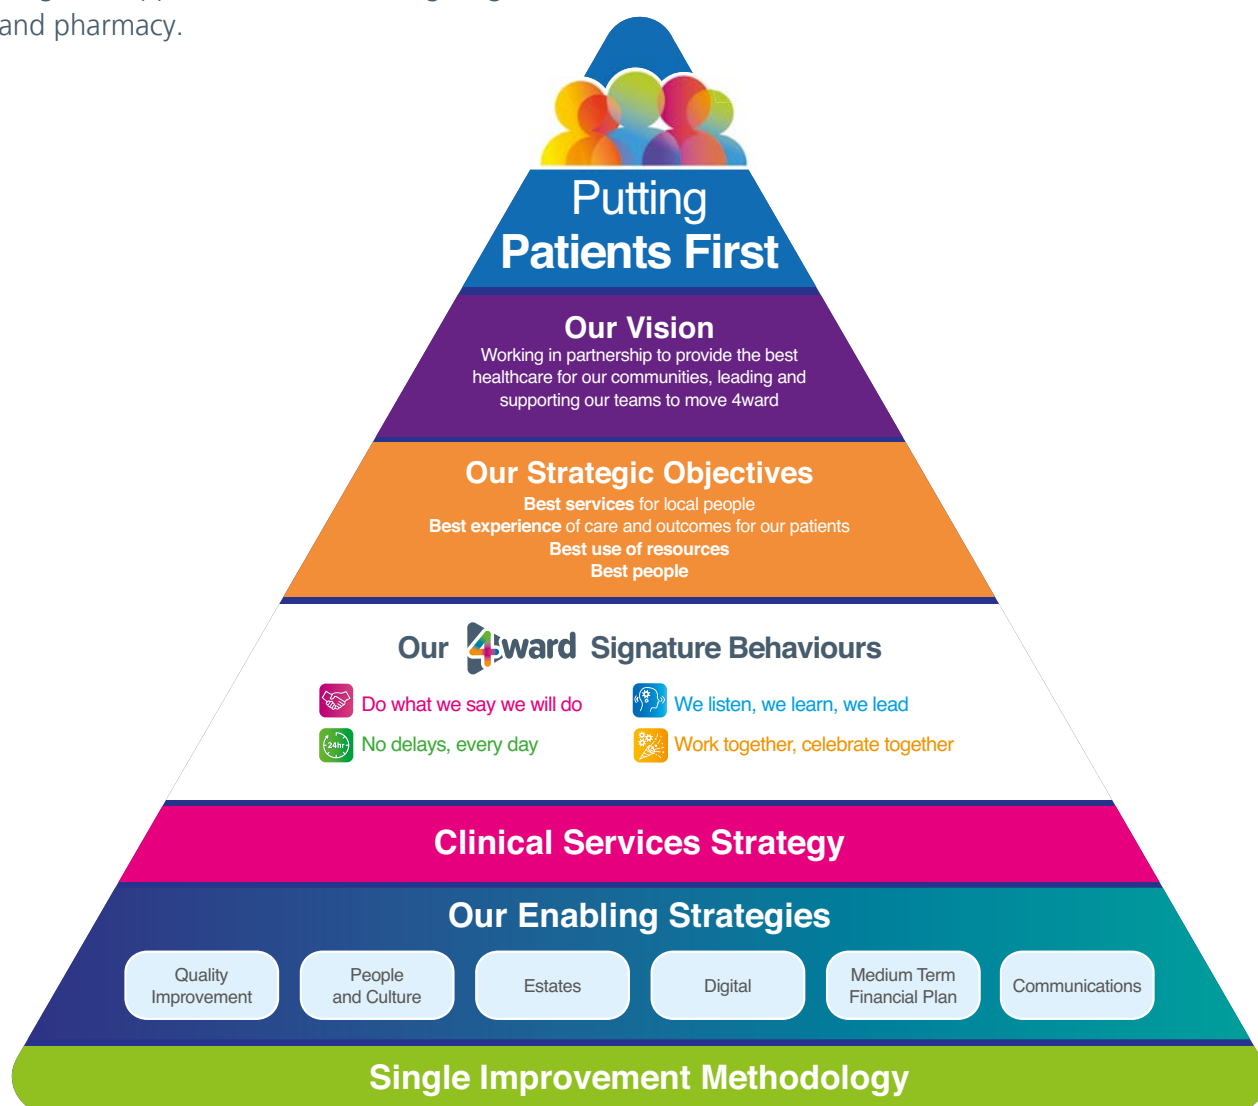 and pharmacy.
Putting
Patients First
Our Vision
Working in partnership to provide the best
healthcare for our communities, leading and
supporting our teams to move 4ward
Our Strategic Objectives
Best services for local people
Best experience of care and outcomes for our patients
Best use of resources
Best people
Our 4ward Signature Behaviours
Do what we say we will do
We listen, we learn, we lead
24hr
No delays, every day
Work together, celebrate together
Clinical Services Strategy
Our Enabling Strategies
Quality
Improvement
People
and Culture
Estates
Digital
Medium Term
Financial Plan
Communications
Single Improvement Methodology